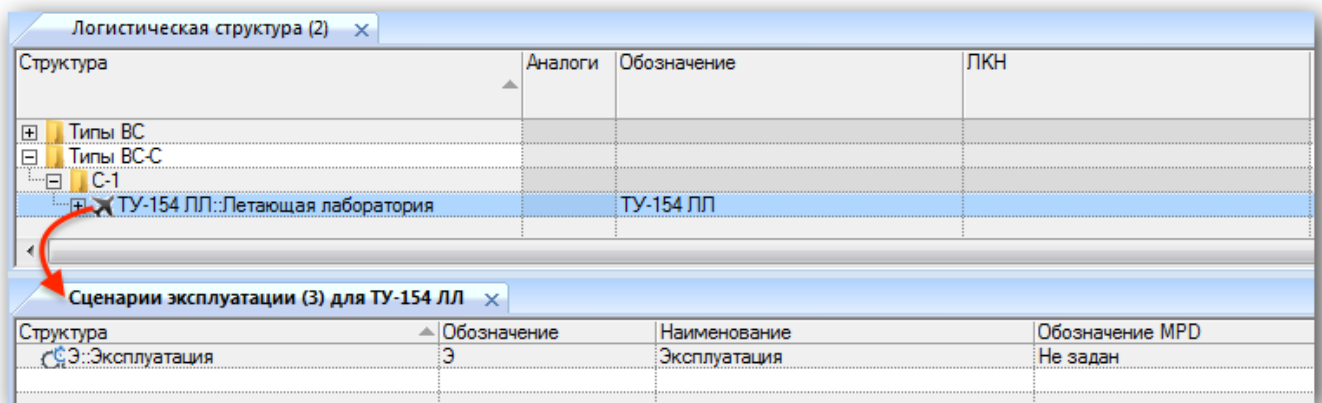 Логистическая структура (2)
Структура Аналоги Обозначение ЛКН
Типы ВС
Типы ВС-С
С-1
ТУ-154 ЛЛ::Летающая лаборатория ТУ-154 ЛЛ
Сценарии эксплуатации (3) для ТУ-154 ЛЛ
Структура Обозначение Наименование Обозначение MPD
Э::Эксплуатация Э Эксплуатация Не задан